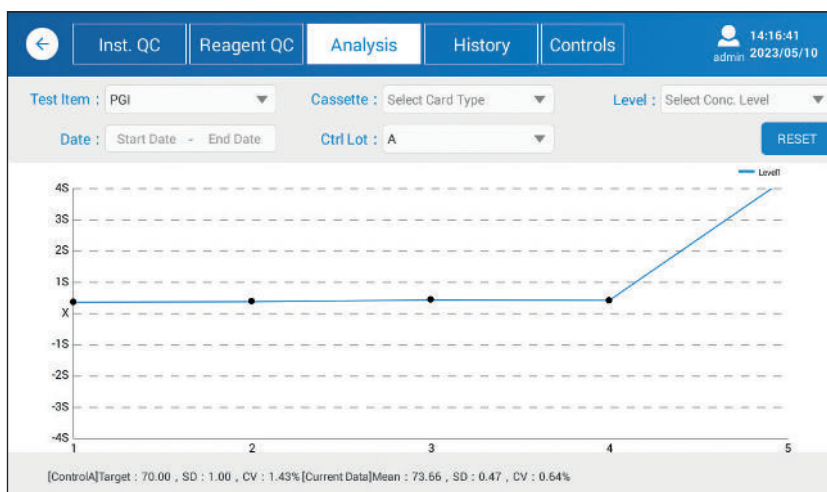 Inst. QC Reagent QC Analysis History Controls 14:16:41
admin 2023/05/10
Test Item : PGI Cassette : Select Card Type Level : Select Conc. Level
Date : Start Date - End Date Ctrl Lot : A RESET
Level1
4S
3S
2S
1S
X
-1S
-2S
-3S
-4S
1 2 3 4 5
[ControlA]Target : 70.00 , SD : 1.00 , CV : 1.43% [Current Data]Mean : 73.66 , SD : 0.47 , CV : 0.64%